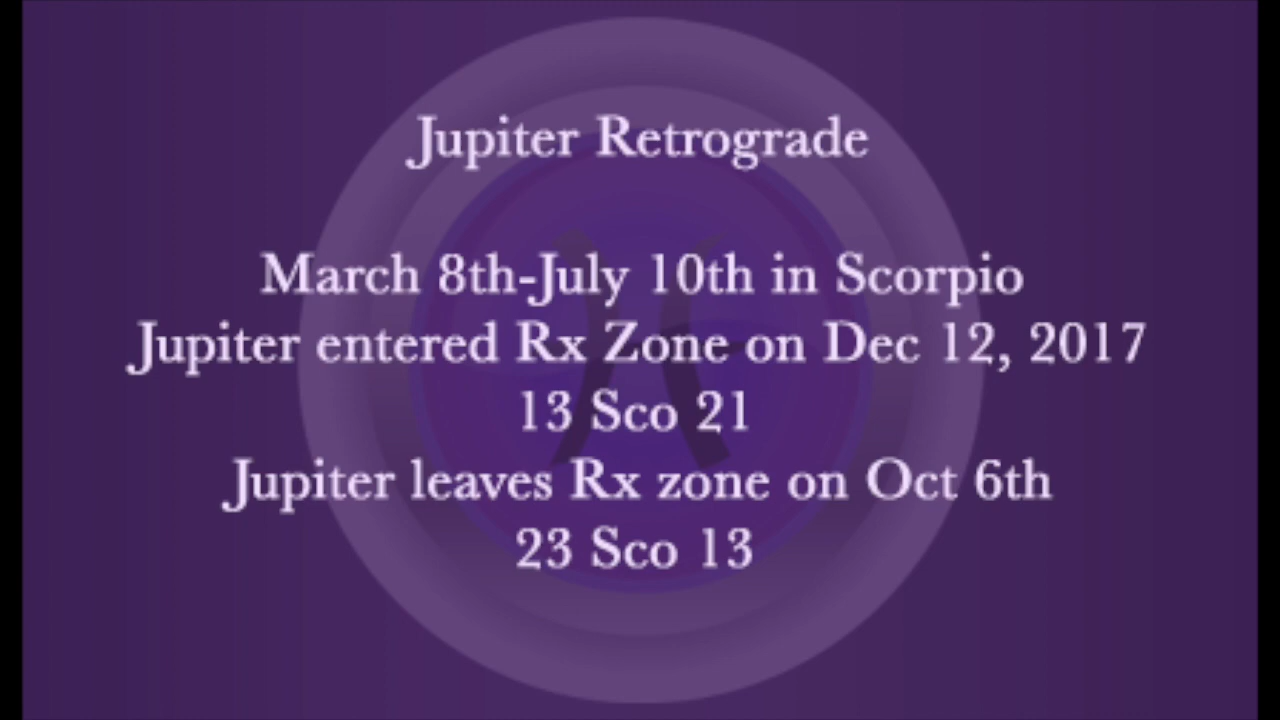 Jupiter Retrograde
March 8th-July 10th in Scorpio
Jupiter entered Rx Zone on Dec 12, 2017
13 Sco 21
Jupiter leaves Rx zone on Oct 6th
23 Sco 13